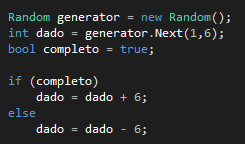 Random generator = new Random();
int dado = generator.Next(1,6);
bool completo = true;

if (completo)
    dado = dado + 6;
else
    dado = dado - 6;